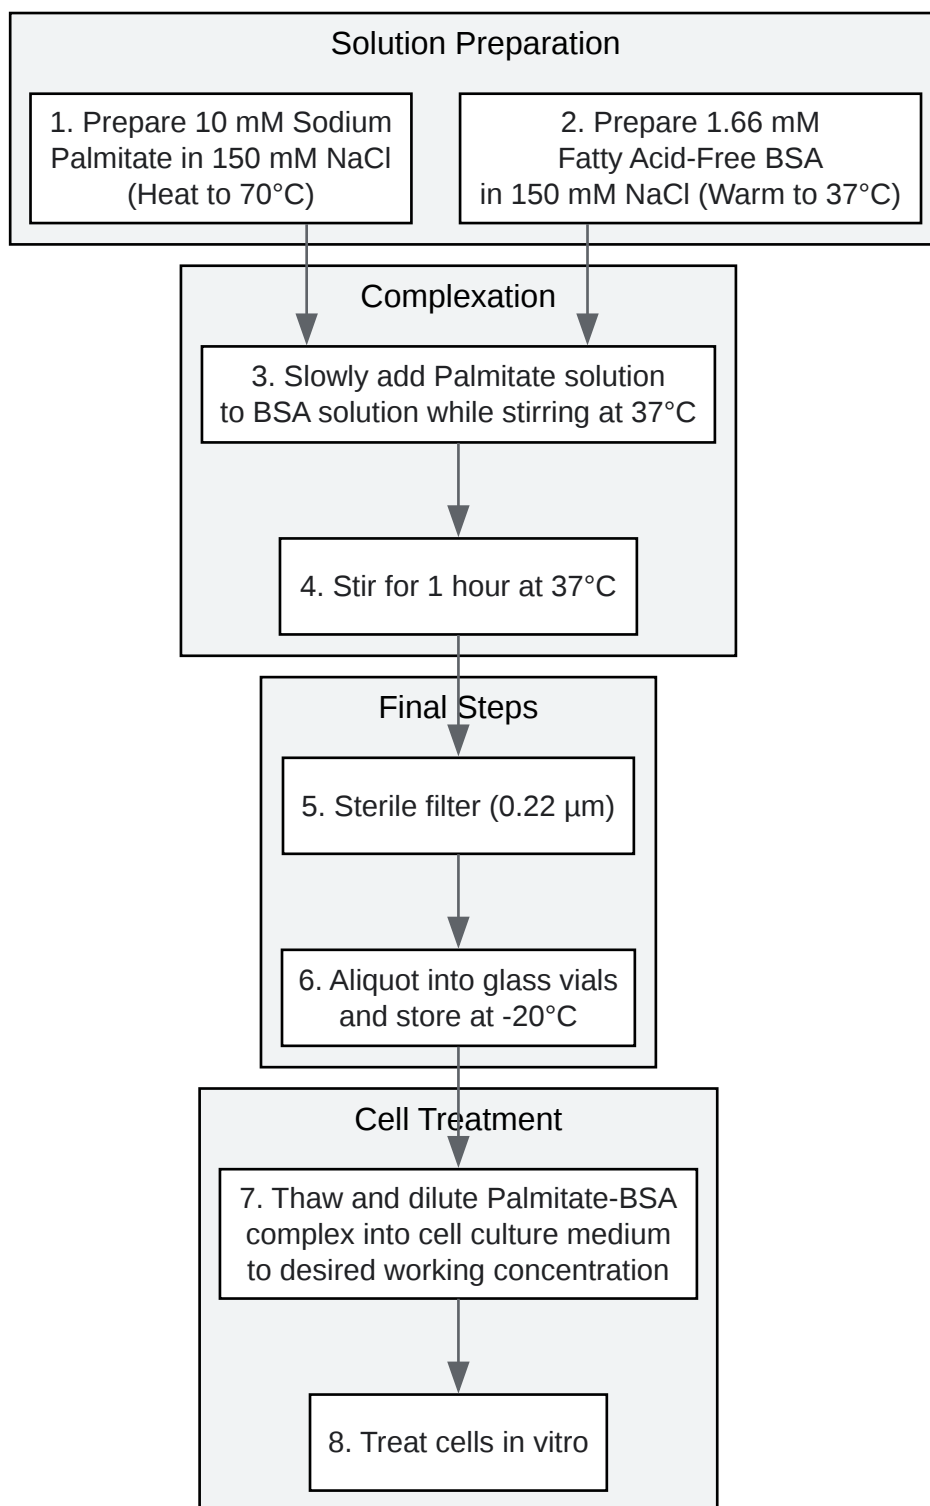 Solution Preparation
1. Prepare 10 mM Sodium
Palmitate in 150 mM NaCl
(Heat to 70°C)
2. Prepare 1.66 mM
Fatty Acid-Free BSA
in 150 mM NaCl (Warm to 37°C)
Complexation
3. Slowly add Palmitate solution
to BSA solution while stirring at 37°C
4. Stir for 1 hour at 37°C
Final Steps
5. Sterile filter (0.22 µm)
6. Aliquot into glass vials
and store at -20°C
Cell Treatment
7. Thaw and dilute Palmitate-BSA
complex into cell culture medium
to desired working concentration
8. Treat cells in vitro